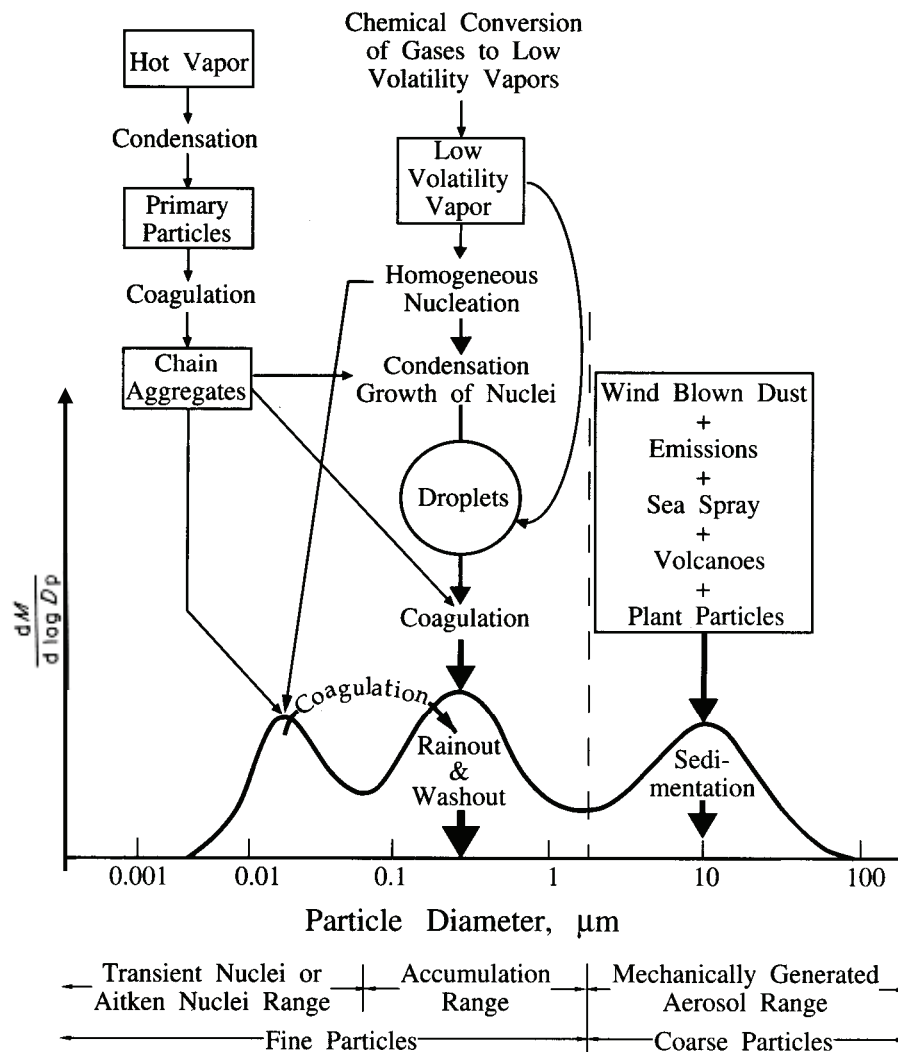 Hot Vapor
Condensation
Primary
Particles
Coagulation
Chain
Aggregates
Chemical Conversion
of Gases to Low
Volatility Vapors
Low
Volatility
Vapor
Homogeneous
Nucleation
Condensation
Growth of Nuclei
Droplets
Coagulation
Wind Blown Dust
+
Emissions
+
Sea Spray
+
Volcanoes
+
Plant Particles
dM
d log Dp
Coagulation
Rainout
&
Washout
Sedi-
mentation
0.001 0.01 0.1 1 2 10 100
Particle Diameter, μm
Transient Nuclei or
Aitken Nuclei Range
Accumulation
Range
Mechanically Generated
Aerosol Range
Fine Particles
Coarse Particles